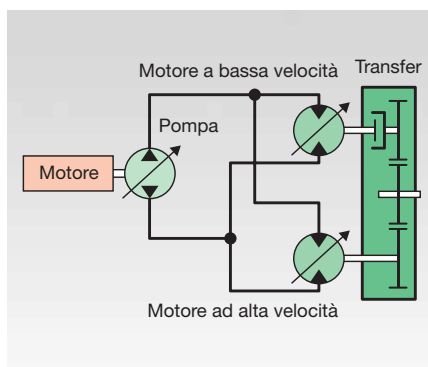 Motore a bassa velocità
Transfer
Pompa
Motore
Motore ad alta velocità